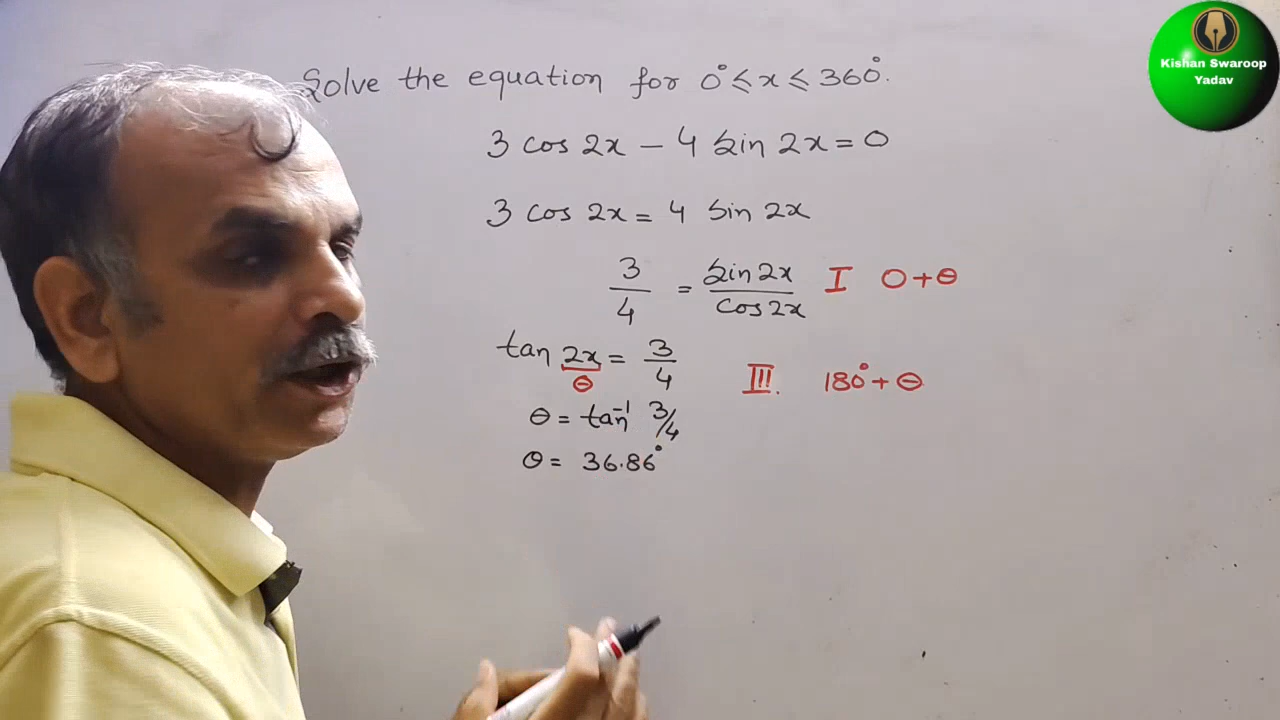 Solve the equation for 0° ≤ x ≤ 360°.
3 cos 2x − 4 Sin 2x = 0
3 cos 2x = 4 Sin 2x
3/4 = Sin 2x/cos 2x I 0+θ
tan 2x = 3/4 III. 180°+θ
θ
θ = tan⁻¹ 3/4
θ = 36.86°
Kishan Swaroop
Yadav